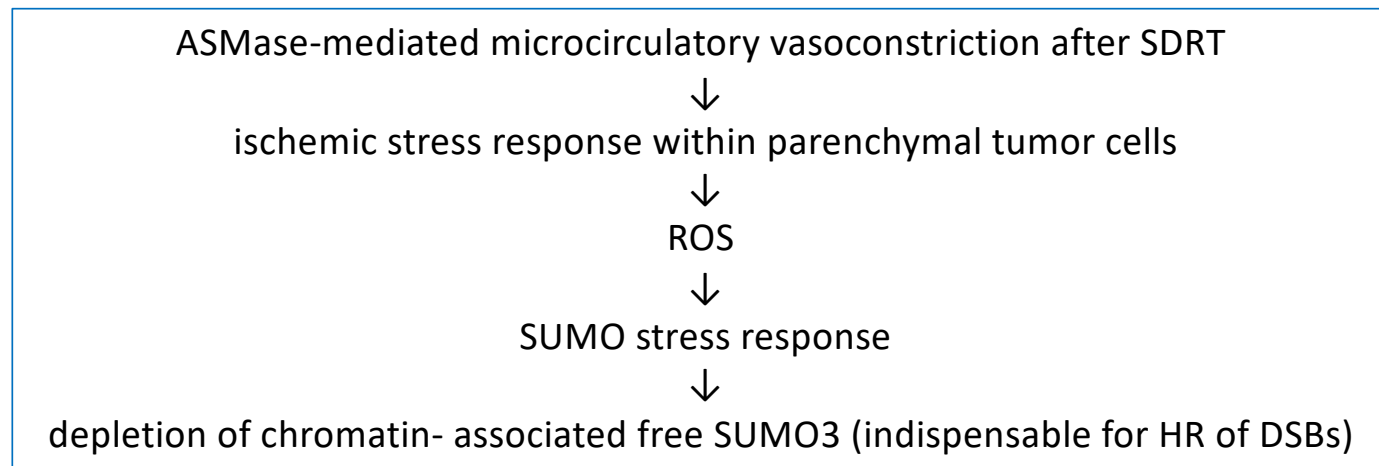 ASMase-mediated microcirculatory vasoconstriction after SDRT
↓
ischemic stress response within parenchymal tumor cells
↓
ROS
↓
SUMO stress response
↓
depletion of chromatin- associated free SUMO3 (indispensable for HR of DSBs)